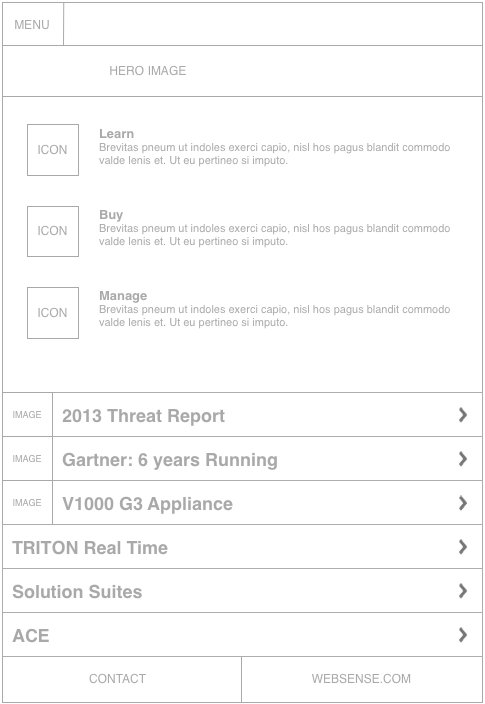 MENU
HERO IMAGE
ICON
Learn
Brevitas pneum ut indoles exerci capio, nisl hos pagus blandit commodo
valde lenis et. Ut eu pertineo si imputo.
ICON
Buy
Brevitas pneum ut indoles exerci capio, nisl hos pagus blandit commodo
valde lenis et. Ut eu pertineo si imputo.
ICON
Manage
Brevitas pneum ut indoles exerci capio, nisl hos pagus blandit commodo
valde lenis et. Ut eu pertineo si imputo.
IMAGE 2013 Threat Report
IMAGE Gartner: 6 years Running
IMAGE V1000 G3 Appliance
TRITON Real Time
Solution Suites
ACE
CONTACT WEBSENSE.COM